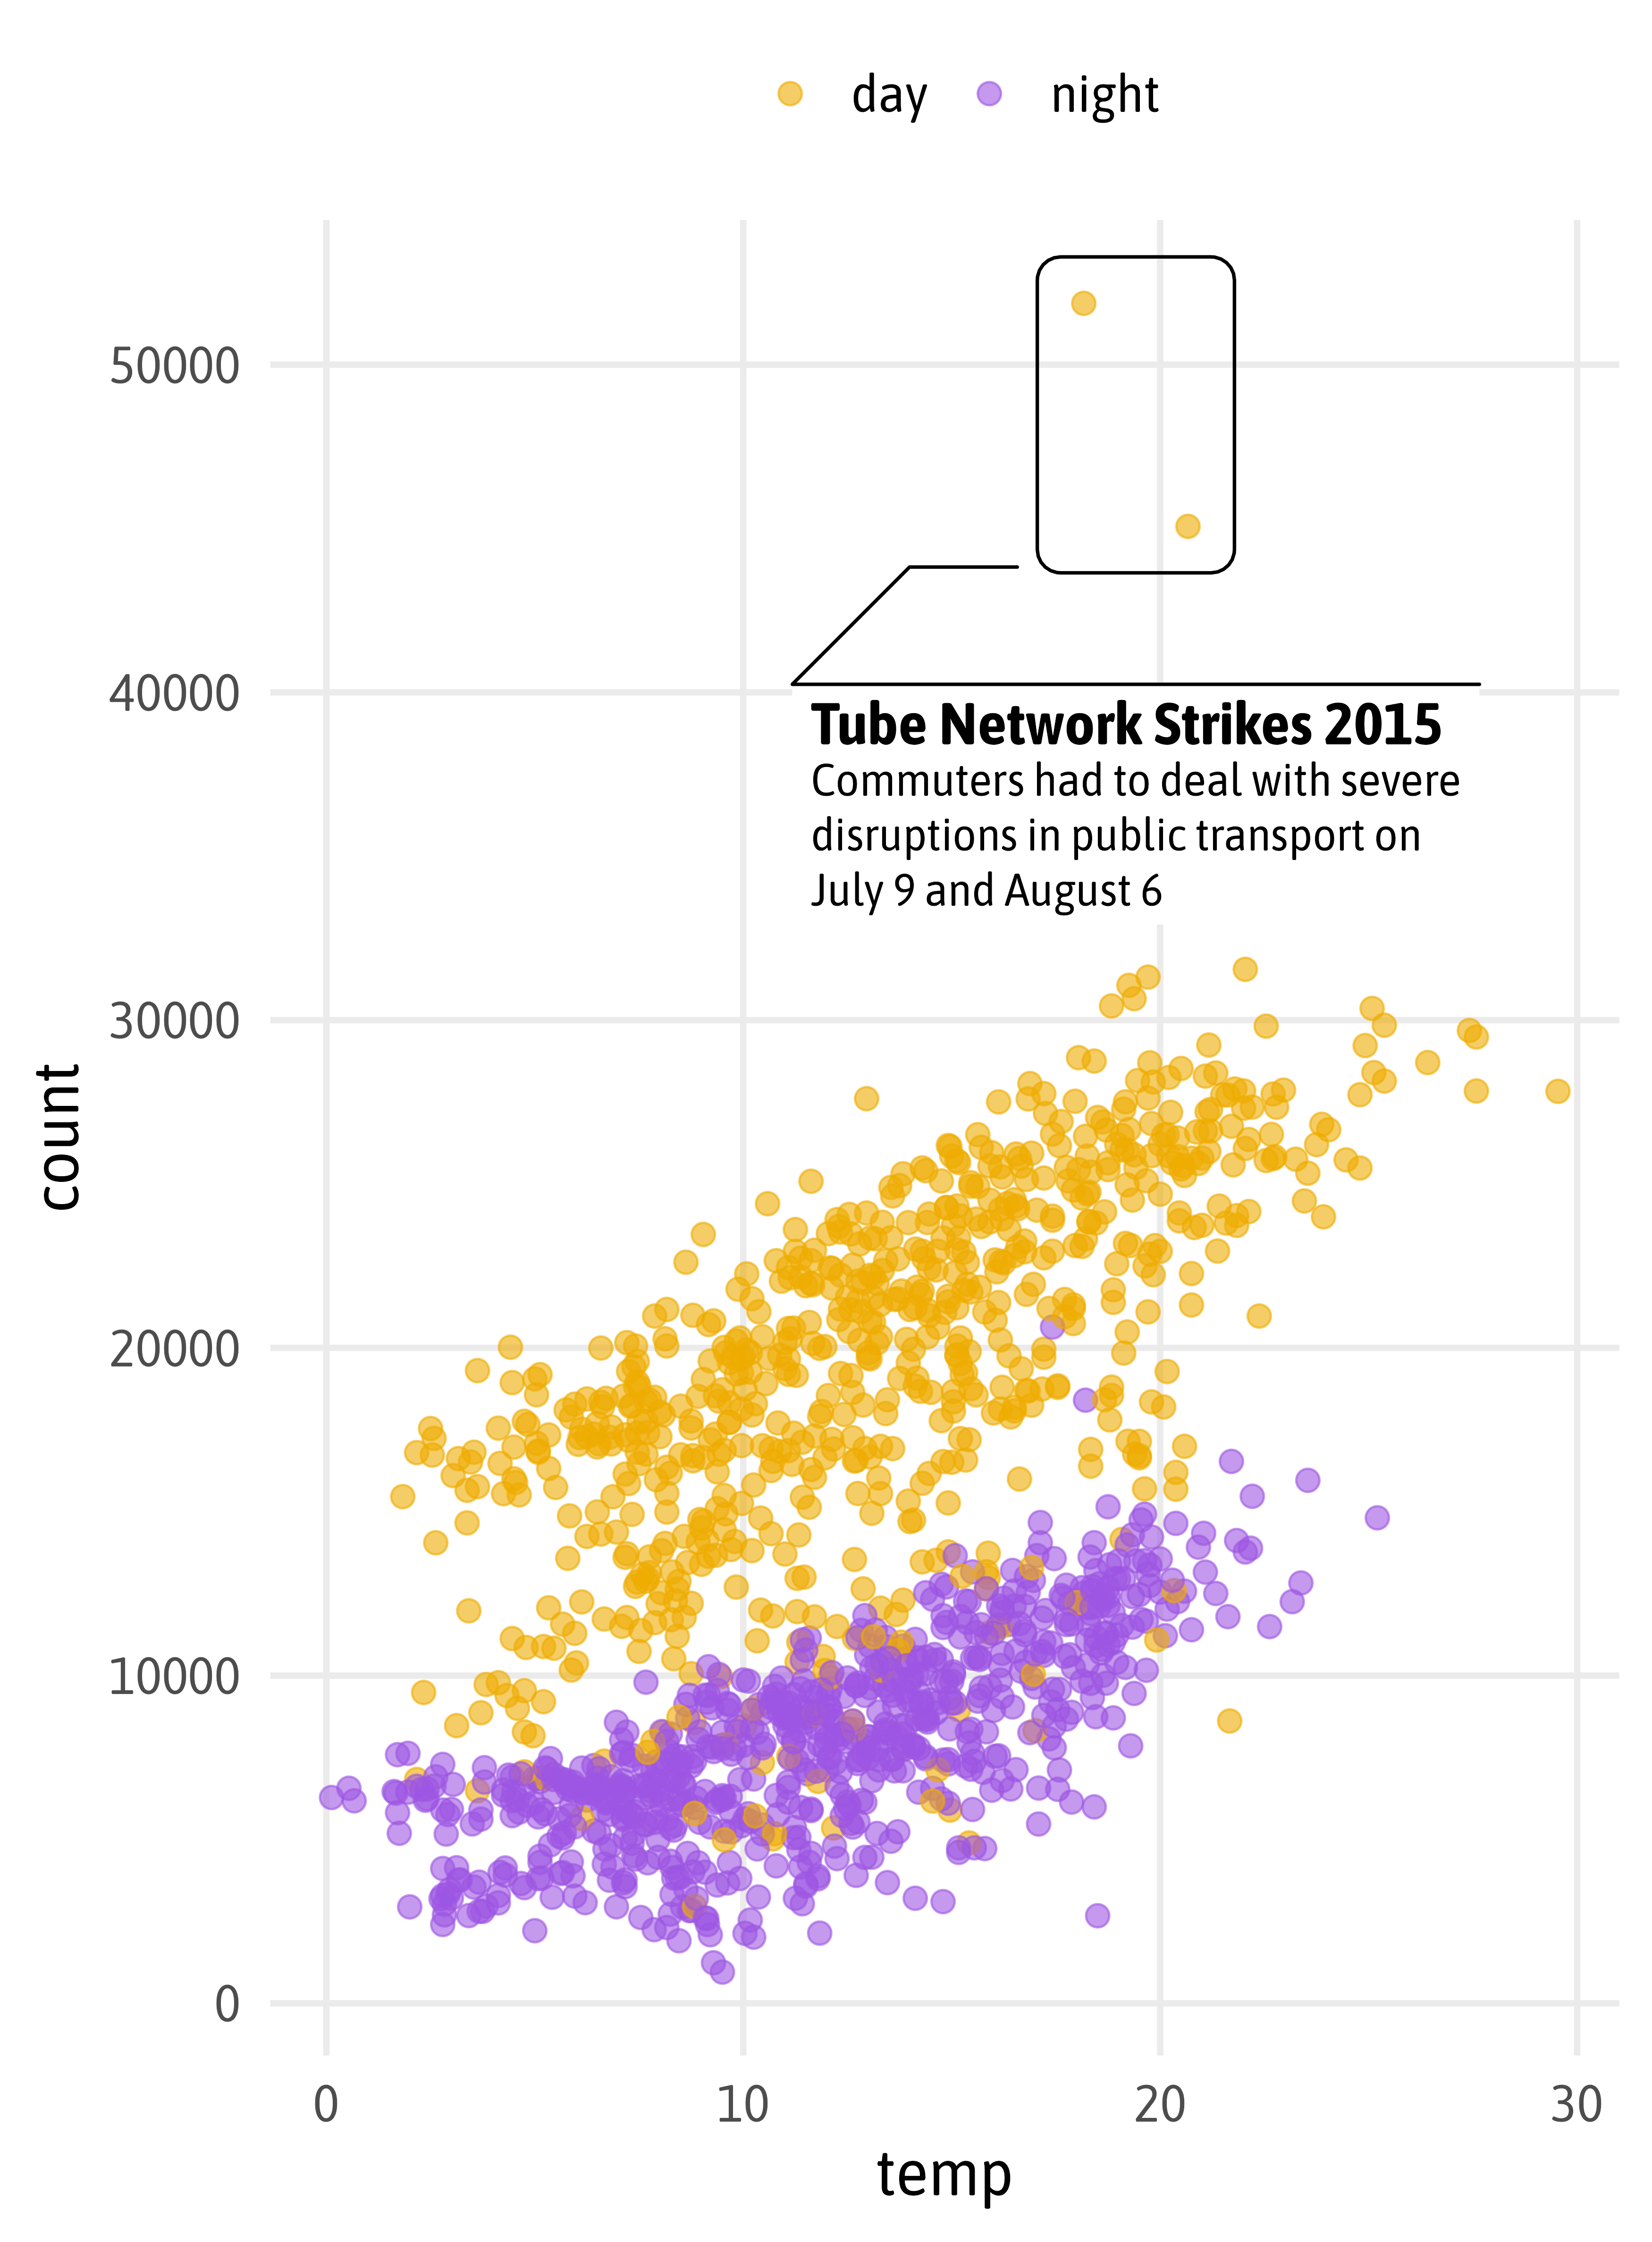 day night
50000
40000
Tube Network Strikes 2015
Commuters had to deal with severe
disruptions in public transport on
July 9 and August 6
30000
count
20000
10000
0
0 10 20 30
temp